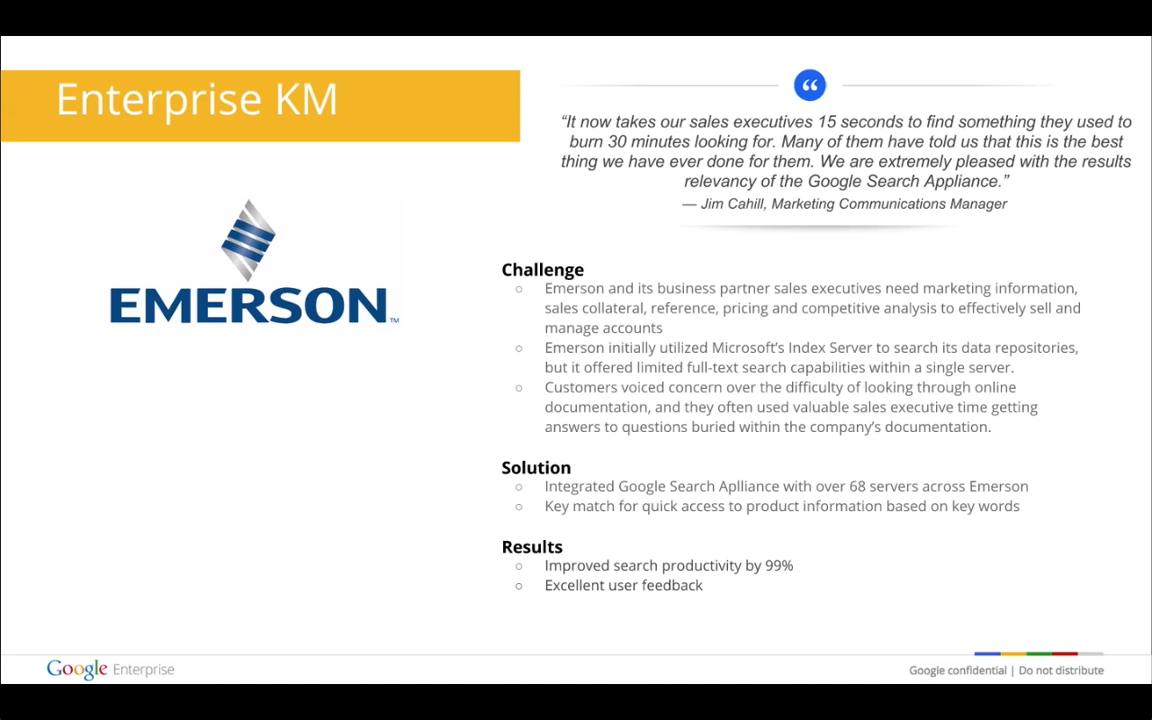 Enterprise KM
“It now takes our sales executives 15 seconds to find something they used to
burn 30 minutes looking for. Many of them have told us that this is the best
thing we have ever done for them. We are extremely pleased with the results
relevancy of the Google Search Appliance.”
— Jim Cahill, Marketing Communications Manager
EMERSON™
Challenge
○ Emerson and its business partner sales executives need marketing information,
sales collateral, reference, pricing and competitive analysis to effectively sell and
manage accounts
○ Emerson initially utilized Microsoft’s Index Server to search its data repositories,
but it offered limited full-text search capabilities within a single server.
○ Customers voiced concern over the difficulty of looking through online
documentation, and they often used valuable sales executive time getting
answers to questions buried within the company’s documentation.
Solution
○ Integrated Google Search Aplliance with over 68 servers across Emerson
○ Key match for quick access to product information based on key words
Results
○ Improved search productivity by 99%
○ Excellent user feedback
Google Enterprise
Google confidential | Do not distribute